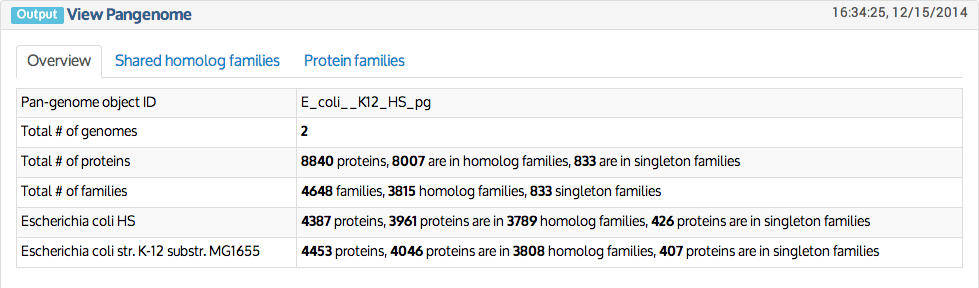 Output View Pangenome 16:34:25, 12/15/2014
Overview Shared homolog families Protein families
Pan-genome object ID E_coli__K12_HS_pg
Total # of genomes 2
Total # of proteins 8840 proteins, 8007 are in homolog families, 833 are in singleton families
Total # of families 4648 families, 3815 homolog families, 833 singleton families
Escherichia coli HS 4387 proteins, 3961 proteins are in 3789 homolog families, 426 proteins are in singleton families
Escherichia coli str. K-12 substr. MG1655 4453 proteins, 4046 proteins are in 3808 homolog families, 407 proteins are in singleton families